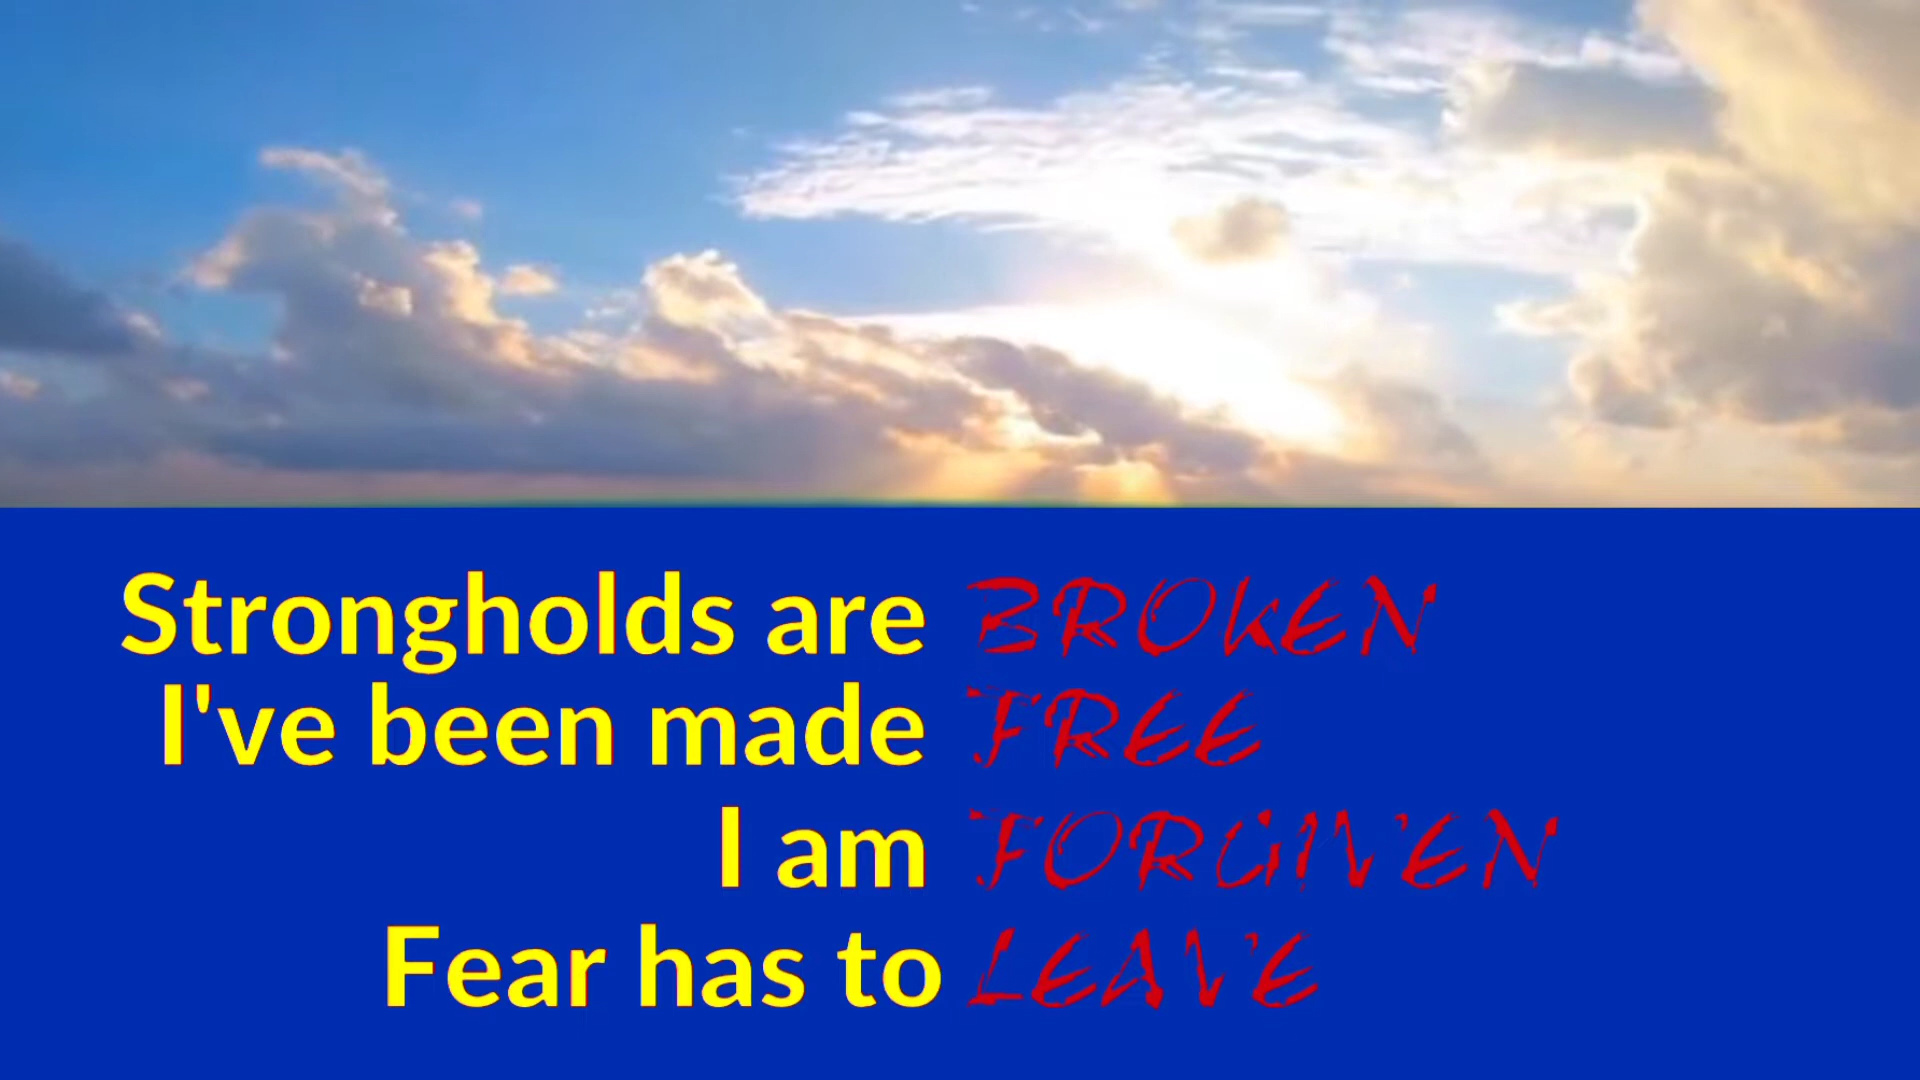 Strongholds are BROKEN
I've been made FREE
I am FORGIVEN
Fear has to LEAVE